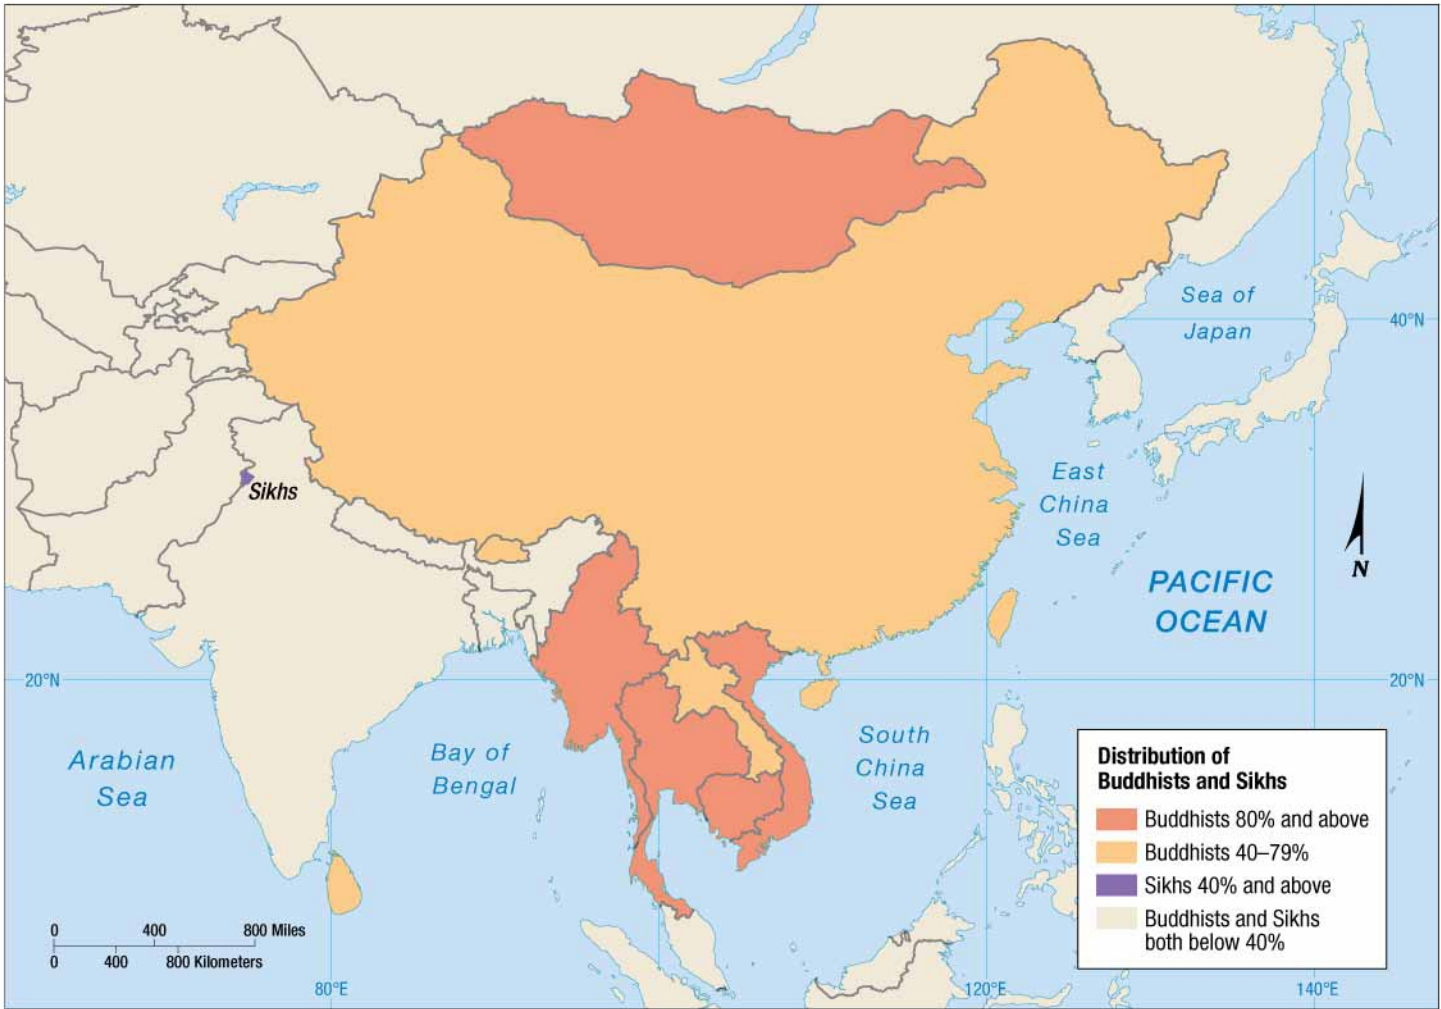 Sea of
Japan
40°N
Sikhs
East
China
Sea
N
PACIFIC
OCEAN
20°N
20°N
Arabian
Sea
Bay of
Bengal
South
China
Sea
Distribution of
Buddhists and Sikhs
Buddhists 80% and above
Buddhists 40–79%
Sikhs 40% and above
Buddhists and Sikhs
both below 40%
0 400 800 Miles
0 400 800 Kilometers
80°E
120°E
140°E